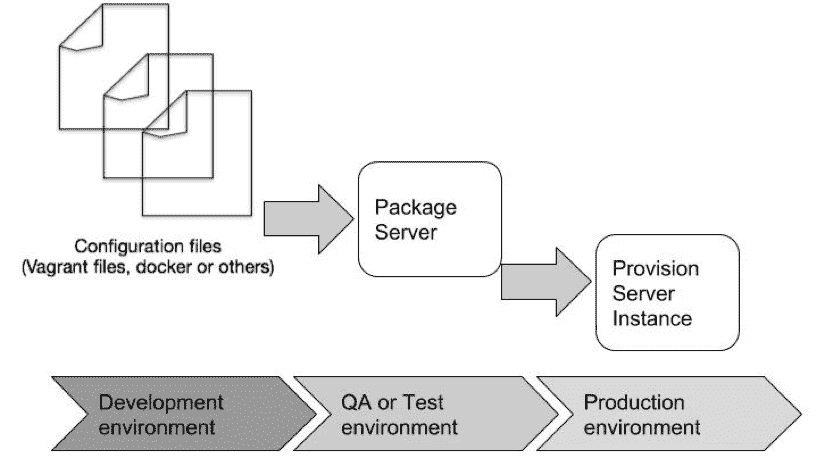 Configuration files
(Vagrant files, docker or others)
Package
Server
Provision
Server
Instance
Development
environment
QA or Test
environment
Production
environment